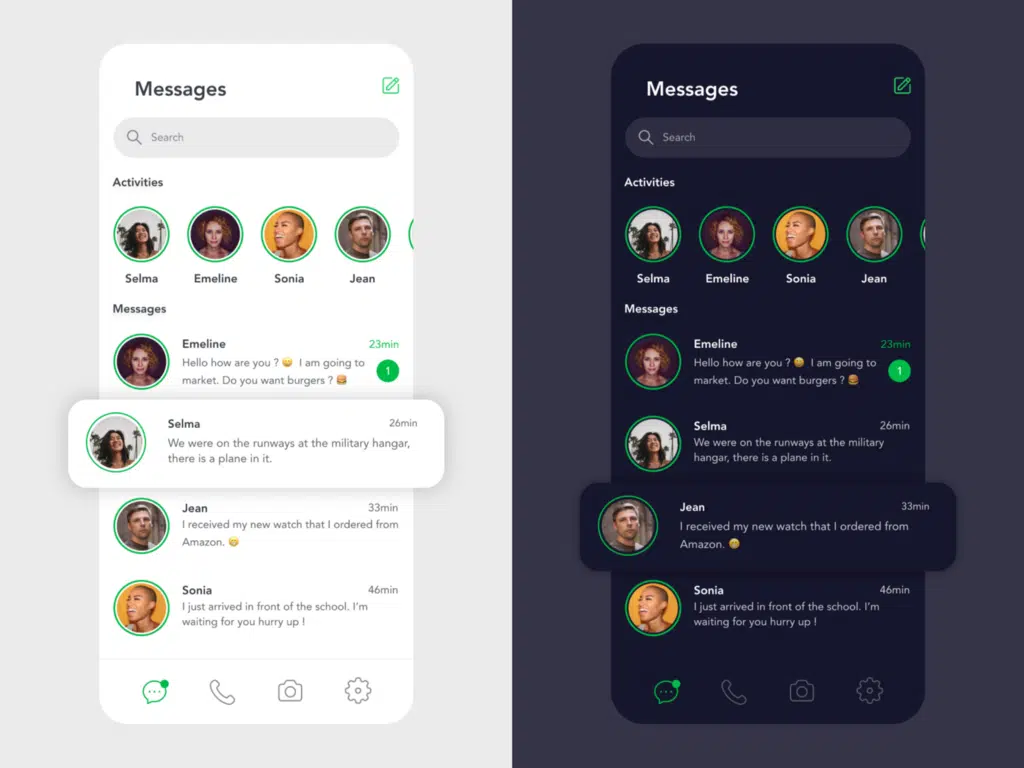 Messages
Search
Activities
Selma Emeline Sonia Jean
Messages
Emeline 23min
Hello how are you ? 😀 I am going to
market. Do you want burgers ? 🍔 1
Selma 26min
We were on the runways at the military hangar,
there is a plane in it.
Jean 33min
I received my new watch that I ordered from
Amazon. 😁
Sonia 46min
I just arrived in front of the school. I’m
waiting for you hurry up !
Messages
Search
Activities
Selma Emeline Sonia Jean
Messages
Emeline 23min
Hello how are you ? 😀 I am going to
market. Do you want burgers ? 🍔 1
Selma 26min
We were on the runways at the military
hangar, there is a plane in it.
Jean 33min
I received my new watch that I ordered from
Amazon. 😁
Sonia 46min
I just arrived in front of the school. I’m
waiting for you hurry up !